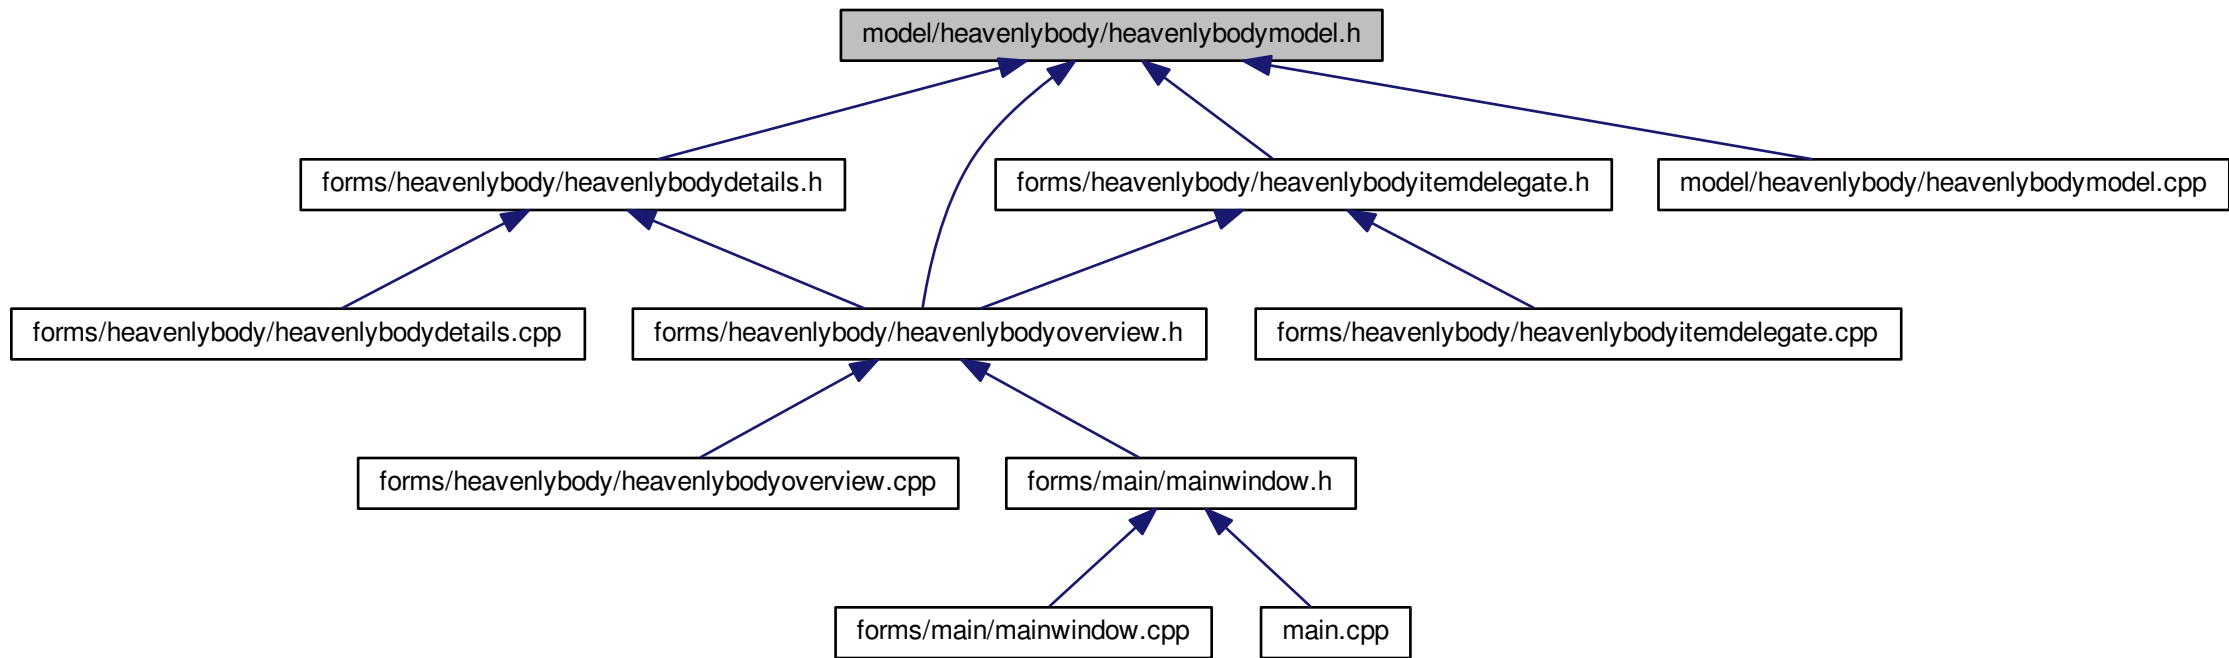 model/heavenlybody/heavenlybodymodel.h
forms/heavenlybody/heavenlybodydetails.h
forms/heavenlybody/heavenlybodyitemdelegate.h
model/heavenlybody/heavenlybodymodel.cpp
forms/heavenlybody/heavenlybodydetails.cpp
forms/heavenlybody/heavenlybodyoverview.h
forms/heavenlybody/heavenlybodyitemdelegate.cpp
forms/heavenlybody/heavenlybodyoverview.cpp
forms/main/mainwindow.h
forms/main/mainwindow.cpp
main.cpp